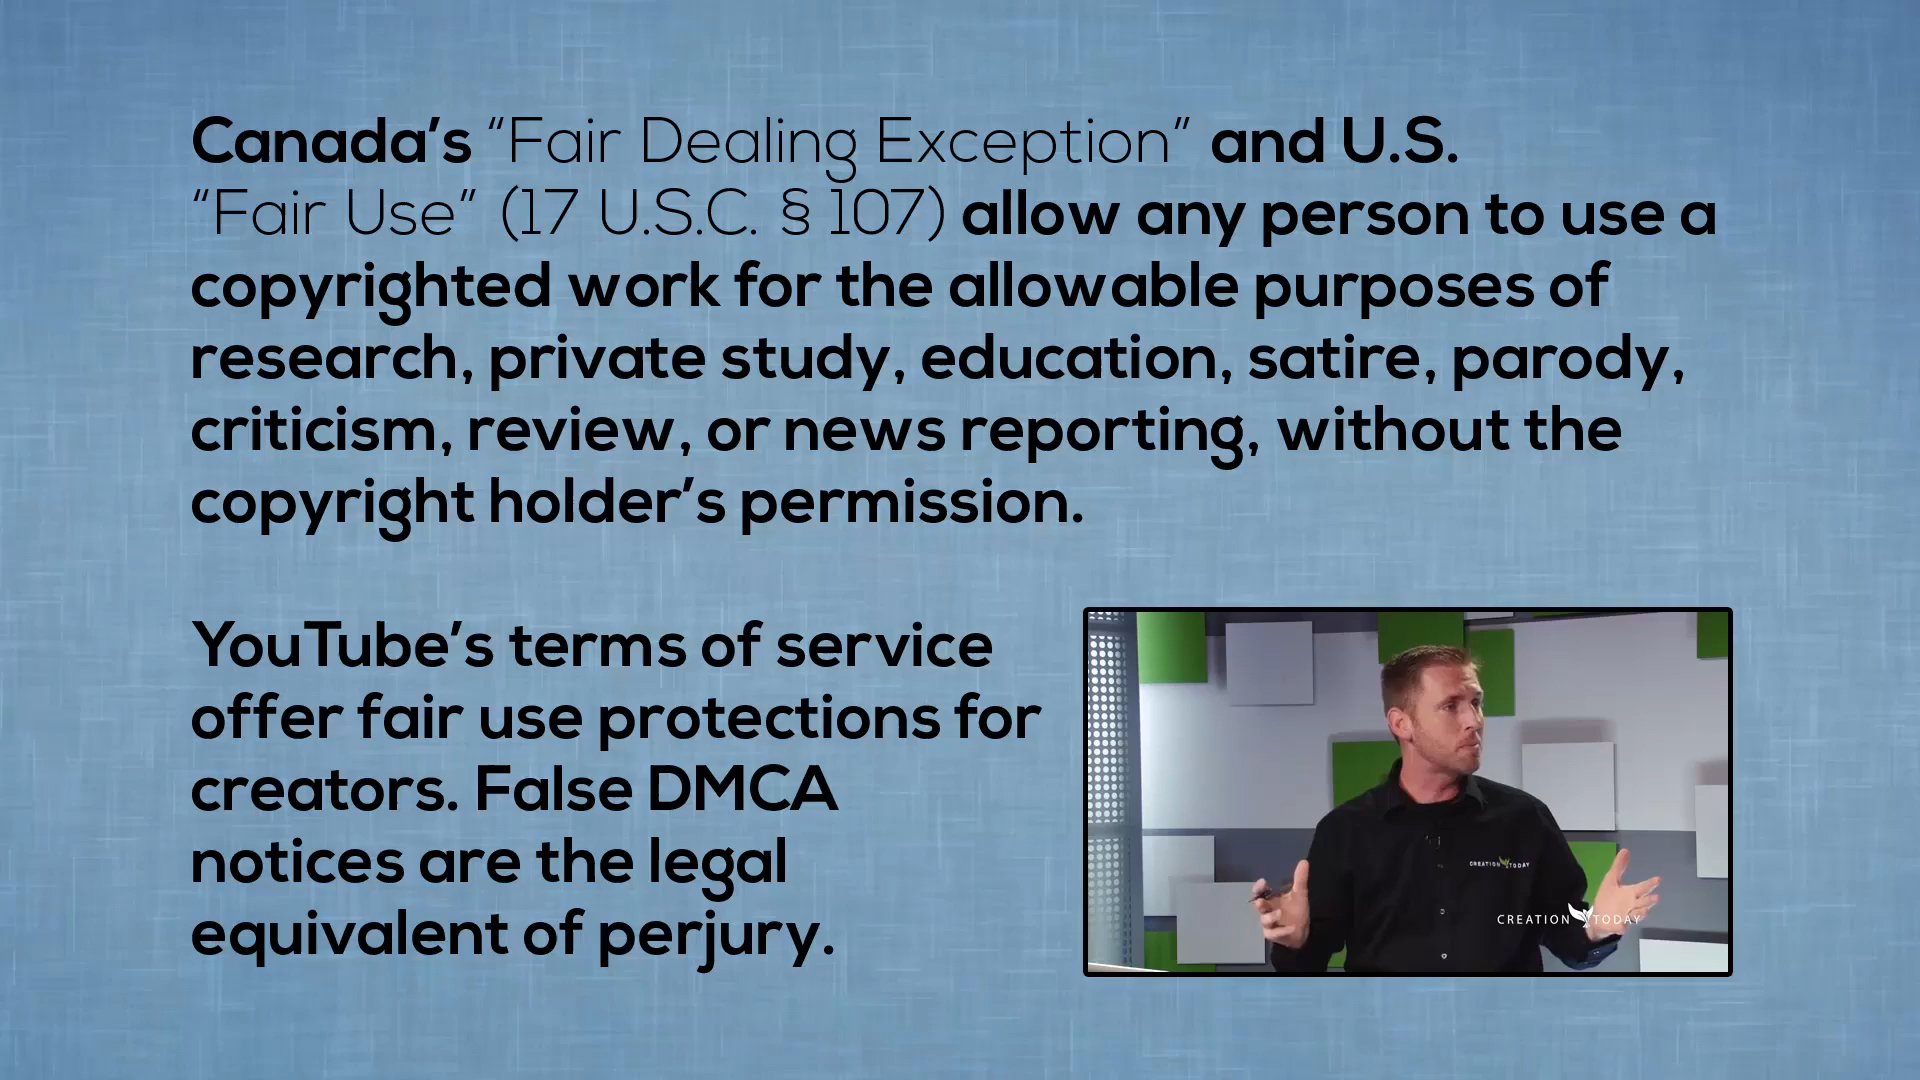 Canada’s “Fair Dealing Exception” and U.S.
“Fair Use” (17 U.S.C. § 107) allow any person to use a
copyrighted work for the allowable purposes of
research, private study, education, satire, parody,
criticism, review, or news reporting, without the
copyright holder’s permission.
YouTube’s terms of service
offer fair use protections for
creators. False DMCA
notices are the legal
equivalent of perjury.
CREATION TODAY
CREATION TODAY